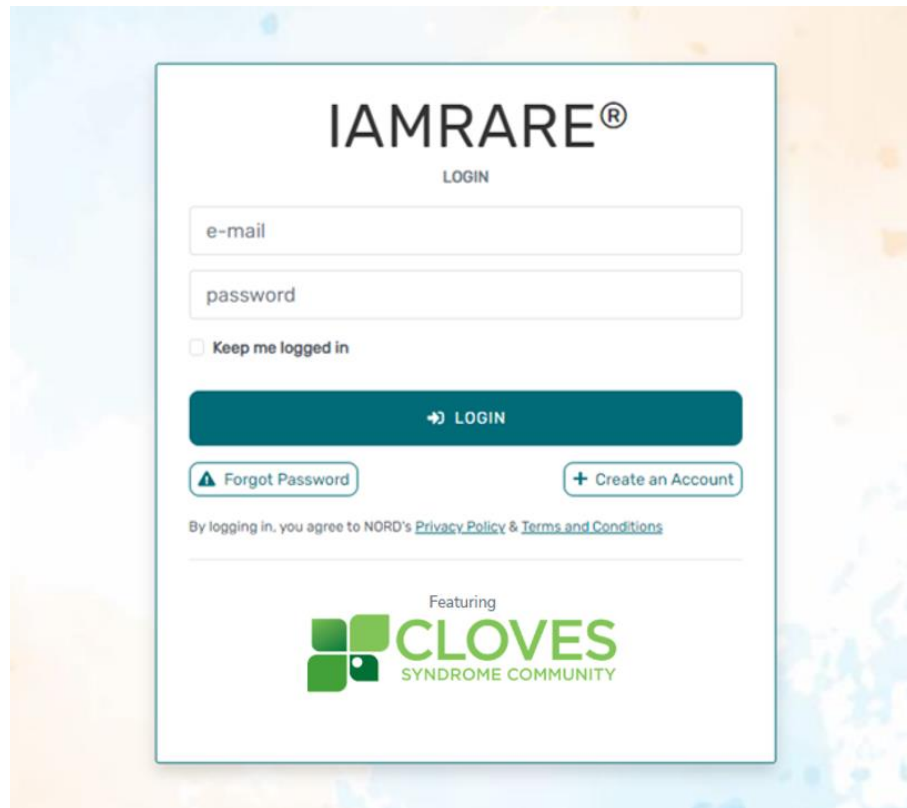 IAMRARE®
LOGIN
e-mail
password
Keep me logged in
LOGIN
Forgot Password
+ Create an Account
By logging in, you agree to NORD's Privacy Policy & Terms and Conditions
Featuring
CLOVES
SYNDROME COMMUNITY